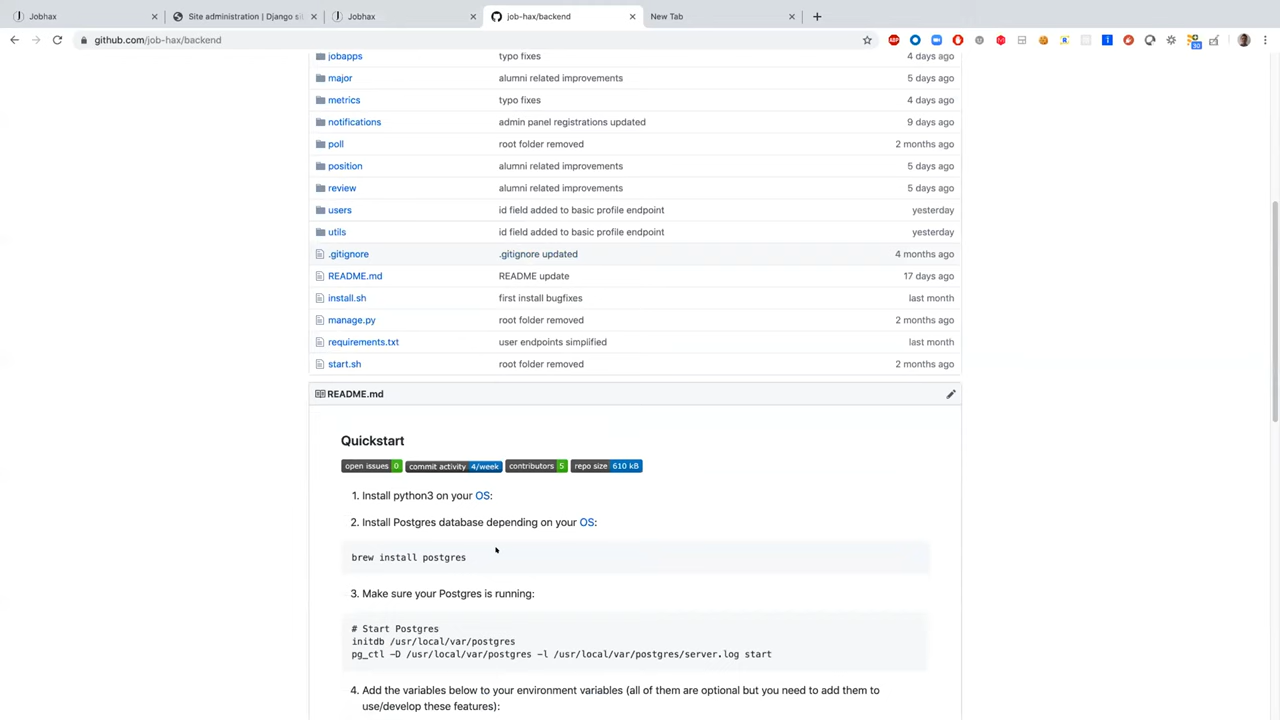 Jobhax
Site administration | Django si
Jobhax
job-hax/backend
New Tab
github.com/job-hax/backend
ABP
30
jobapps typo fixes 4 days ago
major alumni related improvements 5 days ago
metrics typo fixes 4 days ago
notifications admin panel registrations updated 9 days ago
poll root folder removed 2 months ago
position alumni related improvements 5 days ago
review alumni related improvements 5 days ago
users id field added to basic profile endpoint yesterday
utils id field added to basic profile endpoint yesterday
.gitignore .gitignore updated 4 months ago
README.md README update 17 days ago
install.sh first install bugfixes last month
manage.py root folder removed 2 months ago
requirements.txt user endpoints simplified last month
start.sh root folder removed 2 months ago
README.md
Quickstart
open issues 0 commit activity 4/week contributors 5 repo size 610 kB
1. Install python3 on your OS:
2. Install Postgres database depending on your OS:
brew install postgres
3. Make sure your Postgres is running:
# Start Postgres
initdb /usr/local/var/postgres
pg_ctl -D /usr/local/var/postgres -l /usr/local/var/postgres/server.log start
4. Add the variables below to your environment variables (all of them are optional but you need to add them to
use/develop these features):